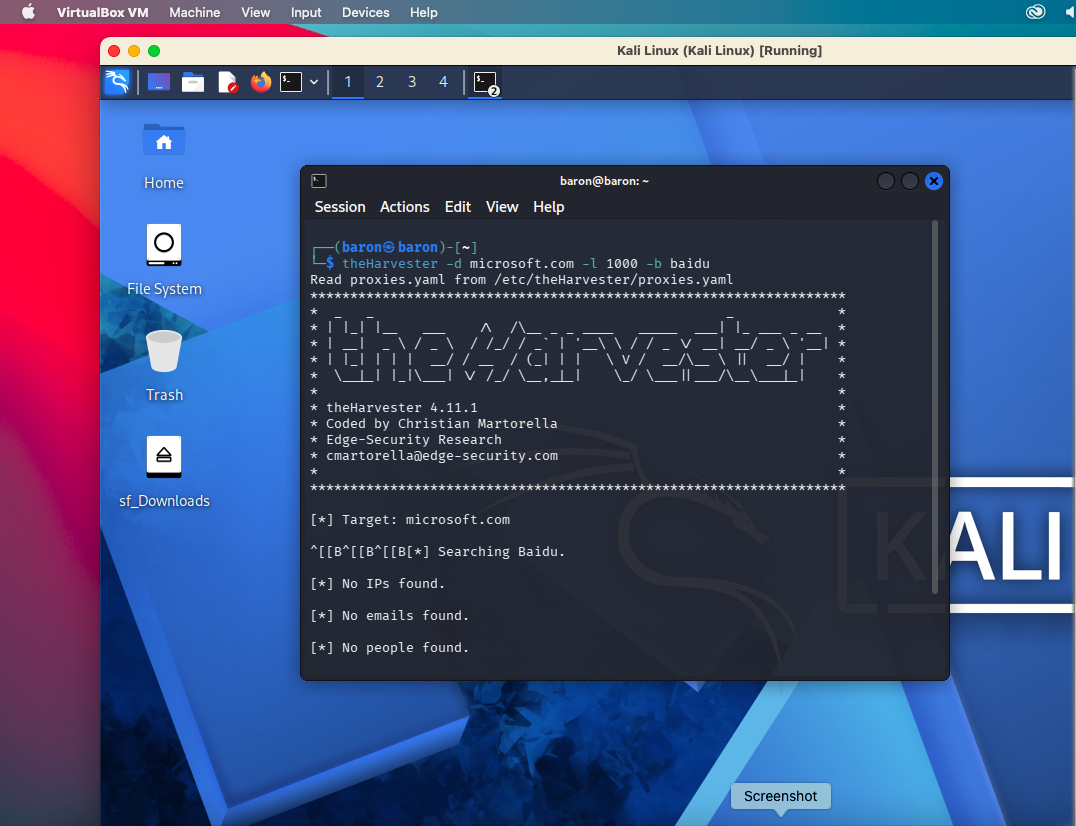 VirtualBox VM Machine View Input Devices Help
Kali Linux (Kali Linux) [Running]
1 2 3 4 2
Home
File System
Trash
sf_Downloads
baron@baron: ~
Session Actions Edit View Help
┌──(baron㉿baron)-[~]
└─$ theHarvester -d microsoft.com -l 1000 -b baidu
Read proxies.yaml from /etc/theHarvester/proxies.yaml
*******************************************************************
* theHarvester 4.11.1 *
* Coded by Christian Martorella *
* Edge-Security Research *
* cmartorella@edge-security.com *
* *
*******************************************************************
[*] Target: microsoft.com
^[[B^[[B^[[B[*] Searching Baidu.
[*] No IPs found.
[*] No emails found.
[*] No people found.
KALI
Screenshot